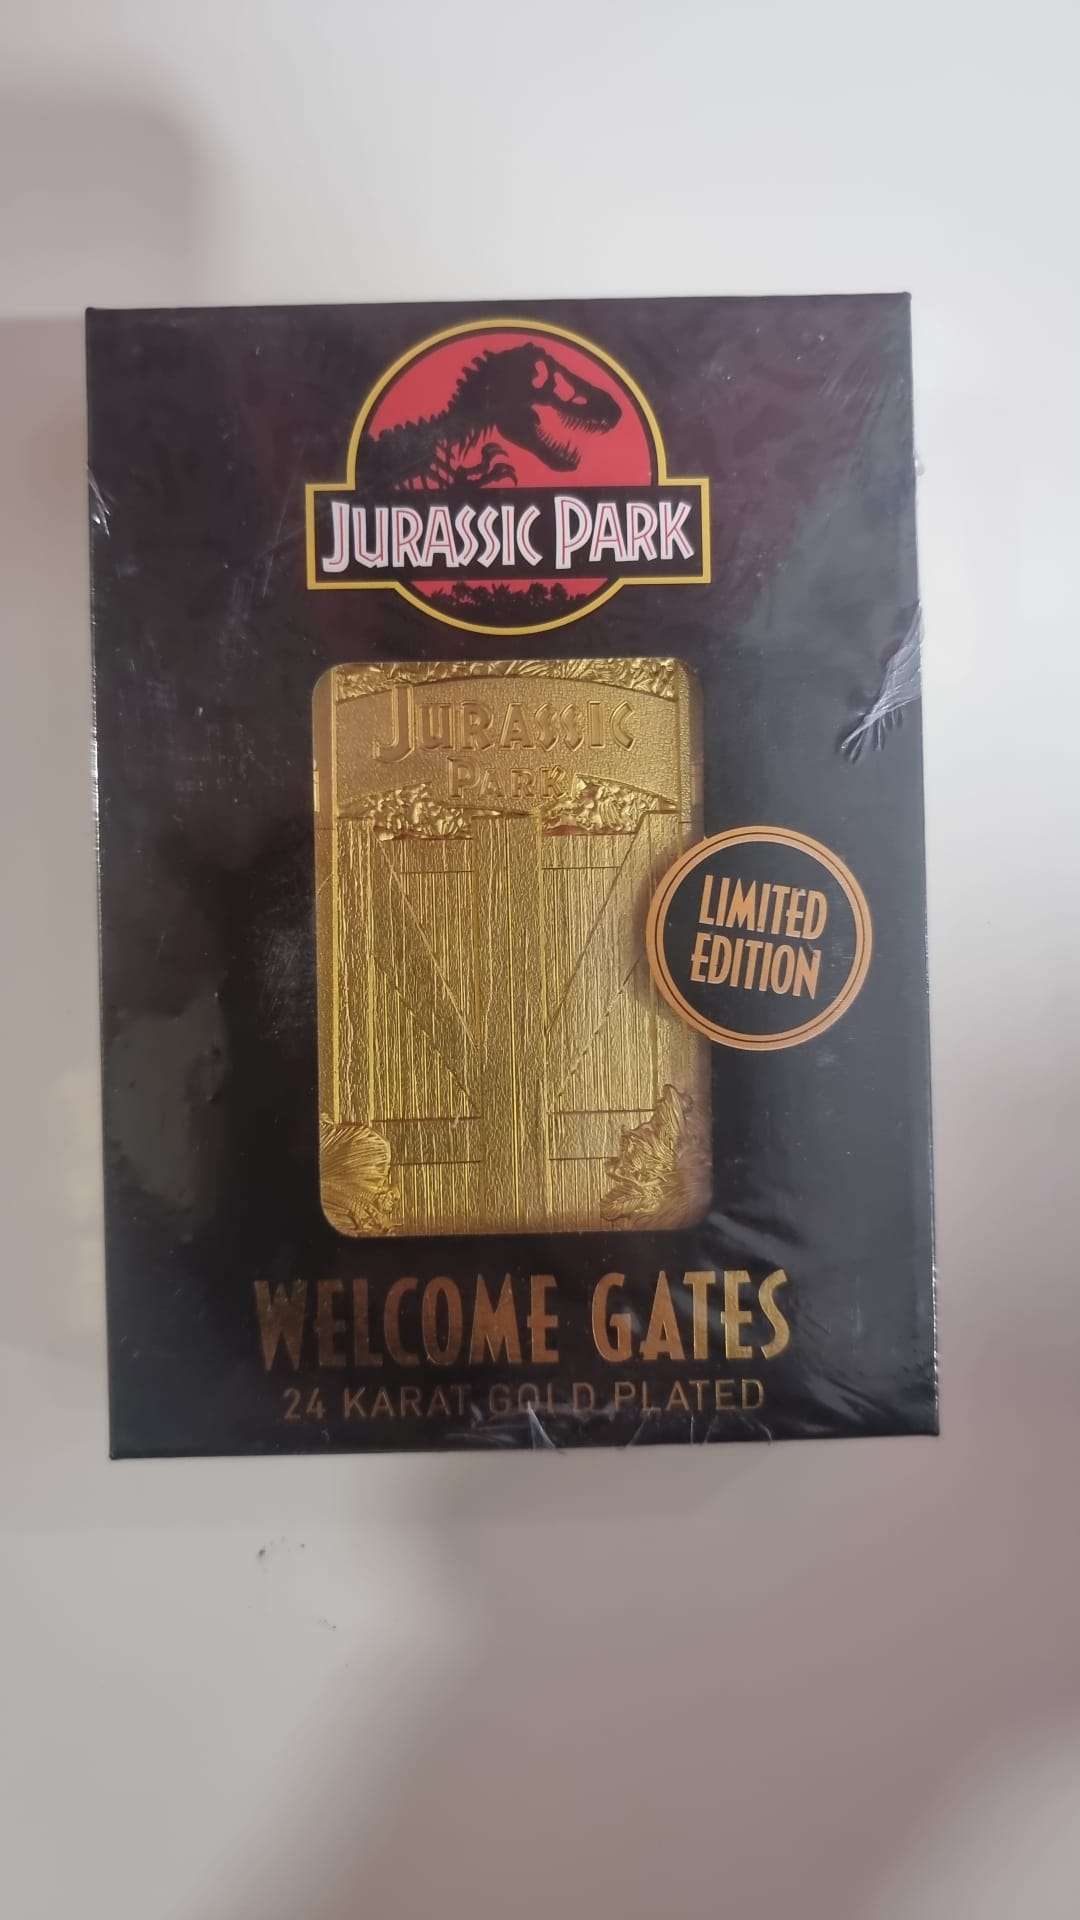 JURASSIC PARK
JURASSIC
PARK
LIMITED
EDITION
WELCOME GATES
24 KARAT GOLD PLATED